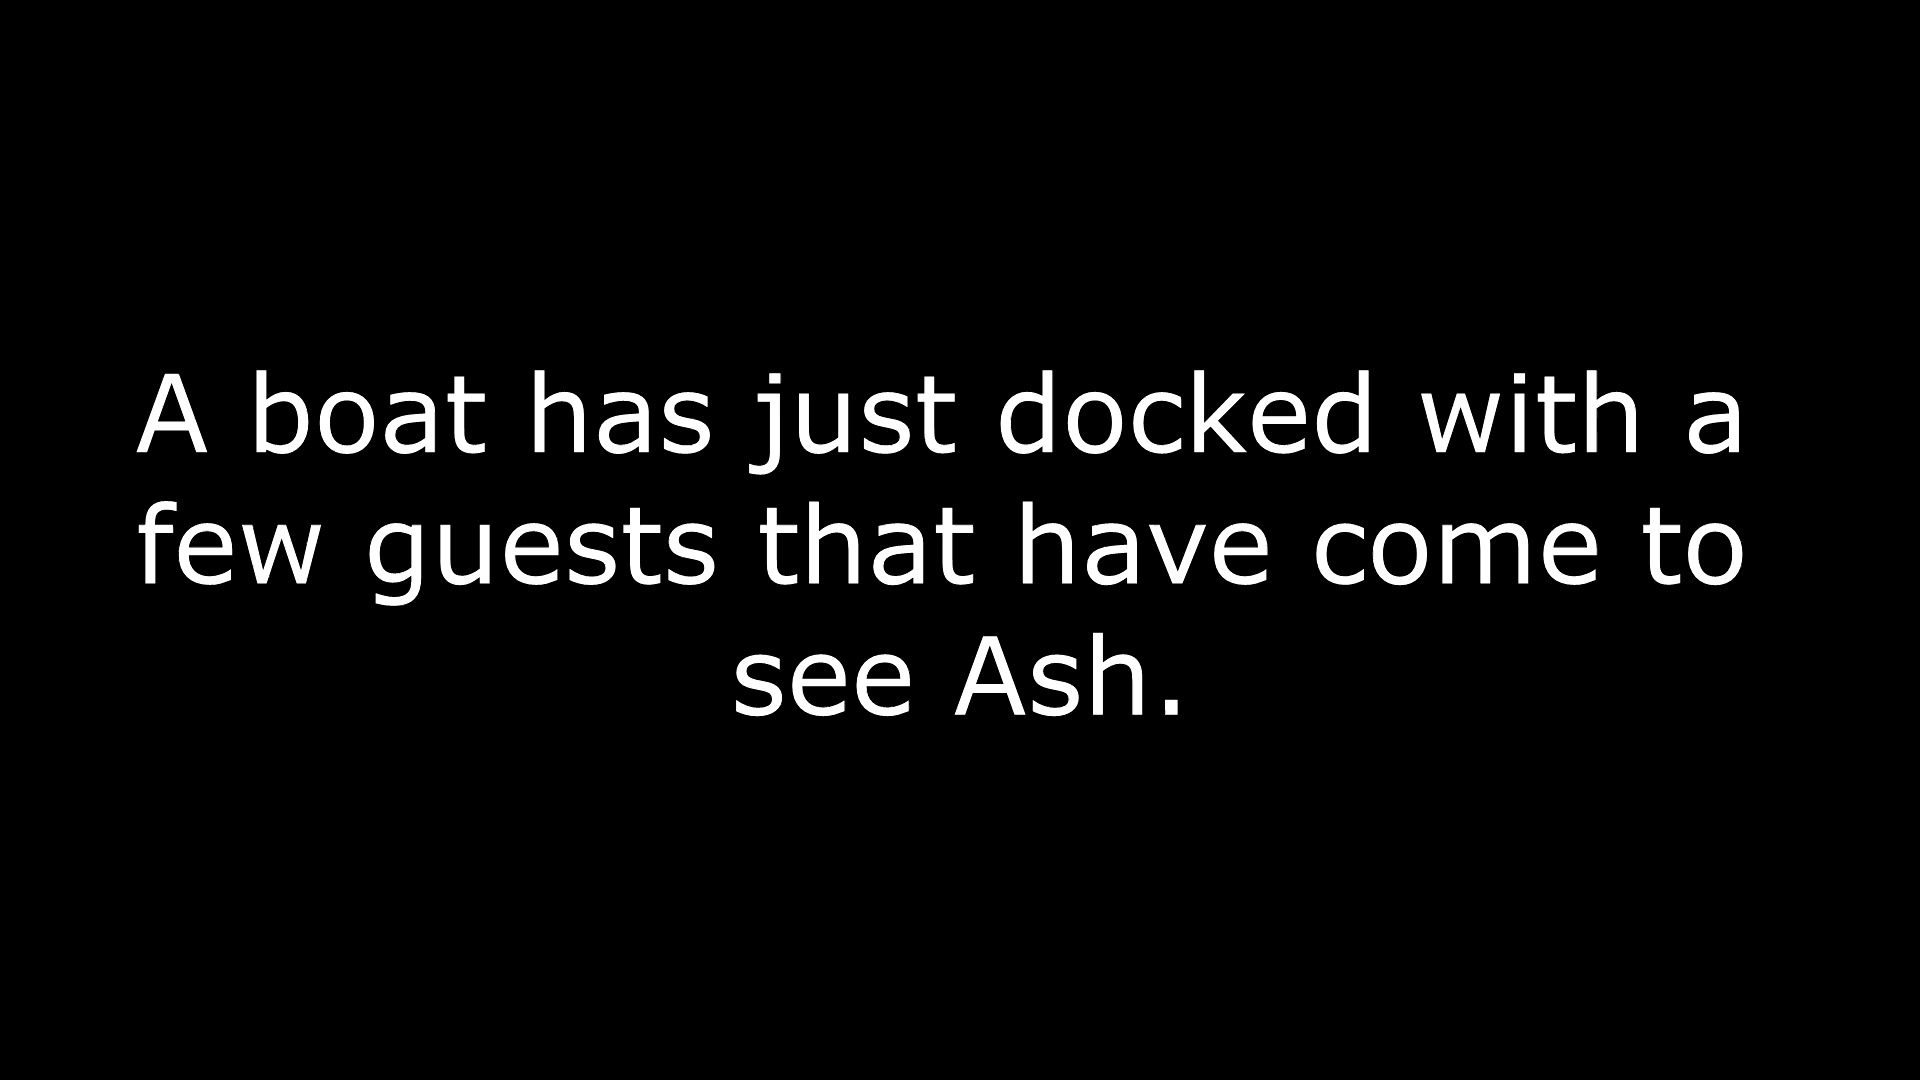 A boat has just docked with a
few guests that have come to
see Ash.